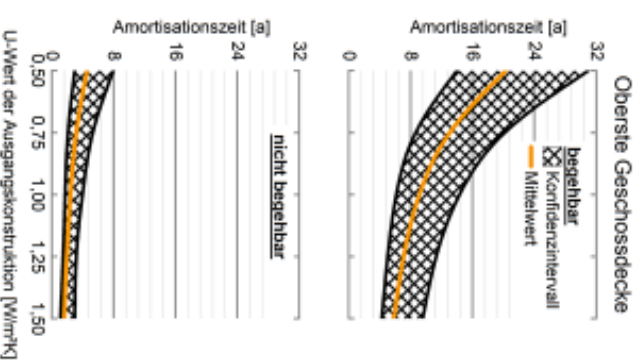 Oberste Geschossdecke
Amortisationszeit [a]
32
24
16
8
0
begehbar
Konfidenzintervall
Mittelwert
Amortisationszeit [a]
32
24
16
8
0
nicht begehbar
0,50
0,75
1,00
1,25
1,50
U-Wert der Ausgangskonstruktion [W/m²K]